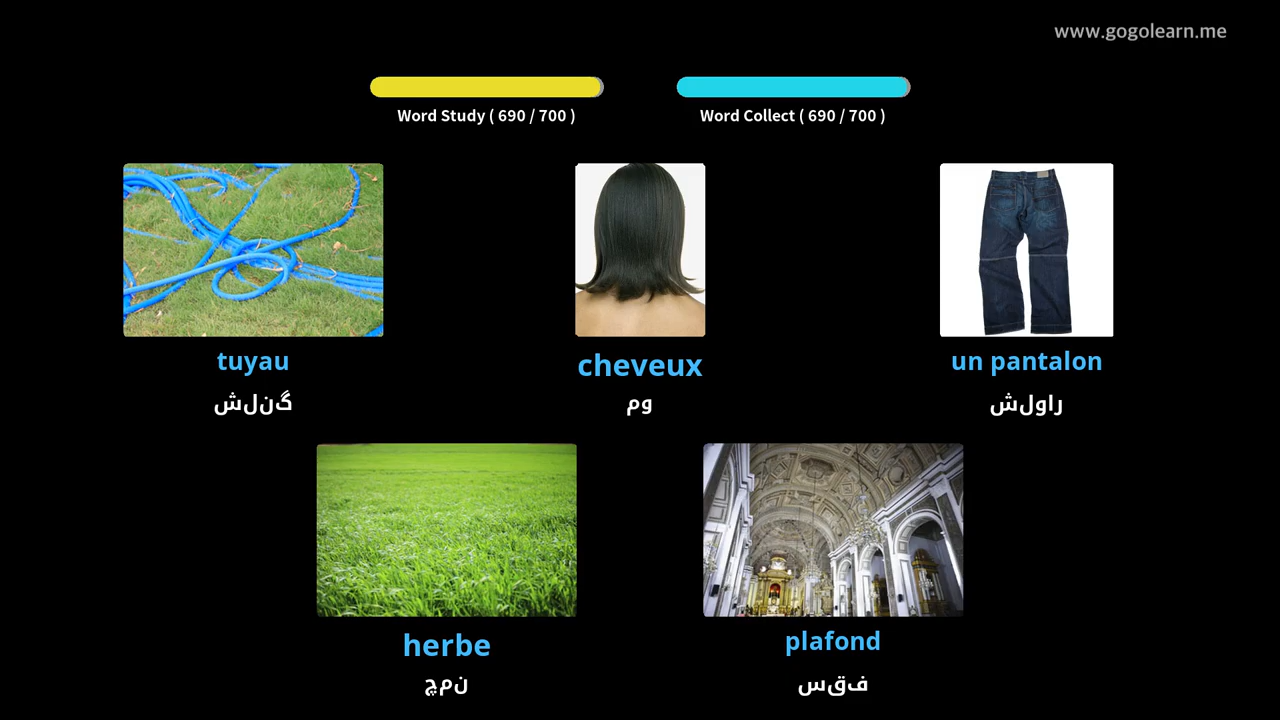 www.gogolearn.me
Word Study ( 690 / 700 )
Word Collect ( 690 / 700 )
tuyau
گنلش
cheveux
وم
un pantalon
راولش
herbe
نمچ
plafond
فقس